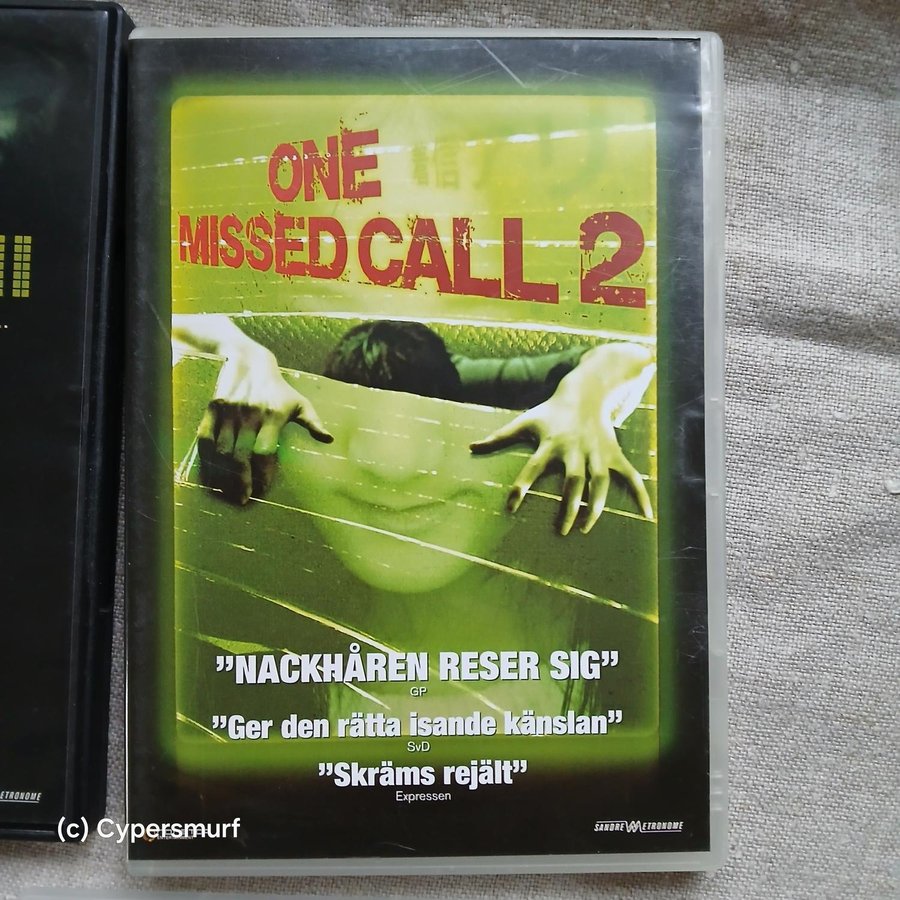 ONE
MISSED CALL 2
”NACKHÅREN RESER SIG”
GP
”Ger den rätta isande känslan”
SvD
”Skräms rejält”
Expressen
SANDREW METRONOME
ETRONOME
(c) Cypersmurf